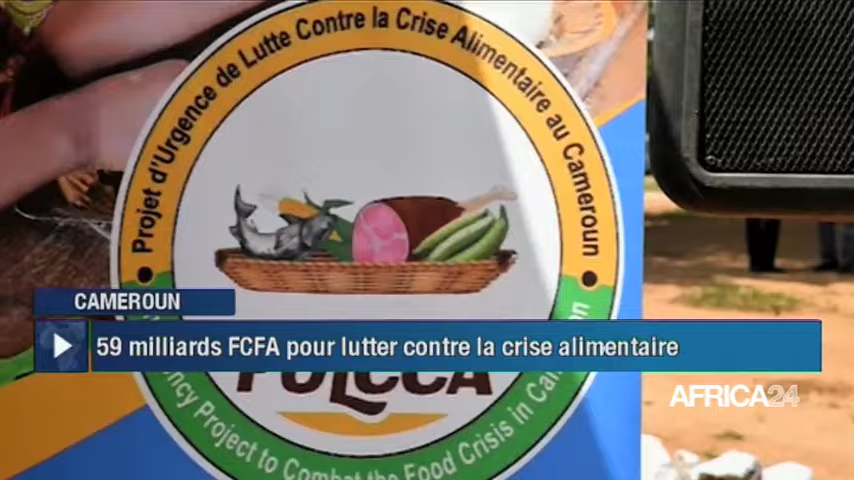 Projet d'Urgence de Lutte Contre la Crise Alimentaire au Cameroun
CAMEROUN
59 milliards FCFA pour lutter contre la crise alimentaire
PULCCA
AFRICA24
Project to Combat the Food Crisis in